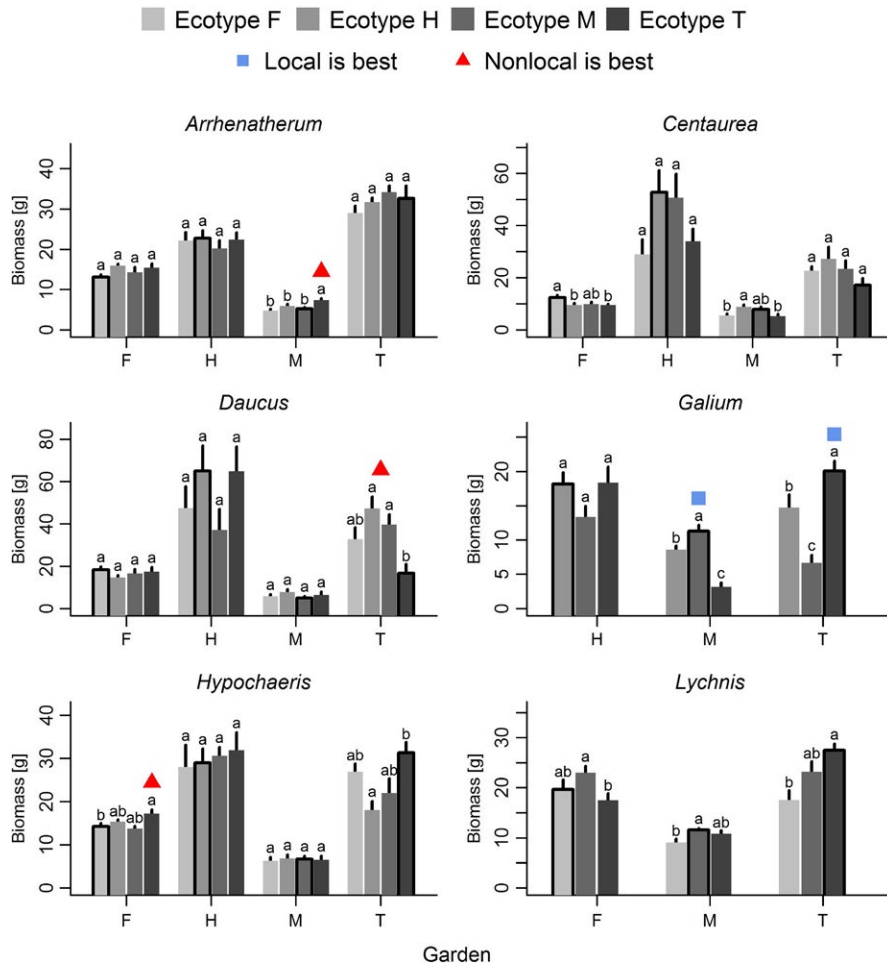 Ecotype F Ecotype H Ecotype M Ecotype T
Local is best Nonlocal is best
Arrhenatherum
Biomass [g]
0 10 20 30 40
a a a a a a a a b b b a a a a a
F H M T
Centaurea
Biomass [g]
0 20 40 60
a b ab b a a a a b a ab b a a a a
F H M T
Daucus
Biomass [g]
0 20 40 60 80
a a a a a a a a a a a a ab a a b
F H M T
Galium
Biomass [g]
0 5 10 20
a a a b a c b c a
H M T
Hypochaeris
Biomass [g]
0 10 20 30 40
b ab ab a a a a a a a a a ab a ab b
F H M T
Lychnis
Biomass [g]
0 10 20 30
ab a b b a ab b ab a
F M T
Garden